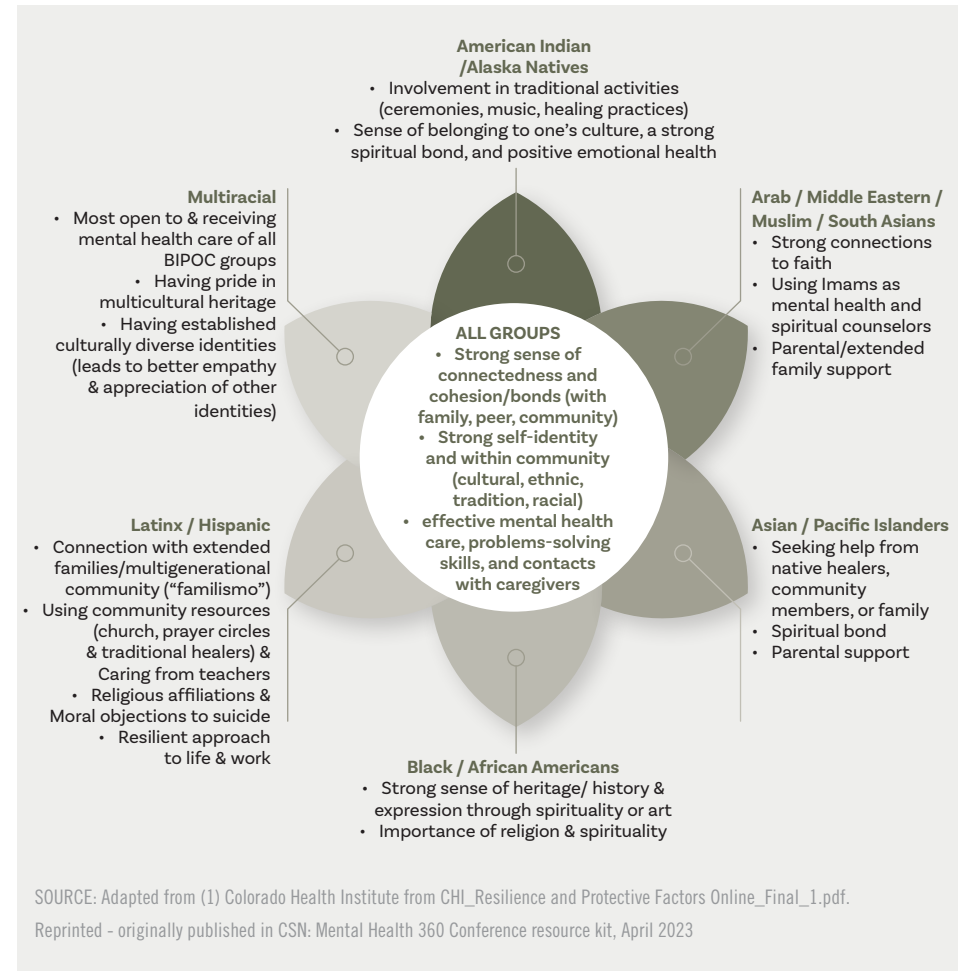 American Indian
/Alaska Natives
• Involvement in traditional activities
(ceremonies, music, healing practices)
• Sense of belonging to one’s culture, a strong
spiritual bond, and positive emotional health
Multiracial
• Most open to & receiving
mental health care of all
BIPOC groups
• Having pride in
multicultural heritage
• Having established
culturally diverse identities
(leads to better empathy
& appreciation of other
identities)
Arab / Middle Eastern /
Muslim / South Asians
• Strong connections
to faith
• Using Imams as
mental health and
spiritual counselors
• Parental/extended
family support
ALL GROUPS
• Strong sense of
connectedness and
cohesion/bonds (with
family, peer, community)
• Strong self-identity
and within community
(cultural, ethnic,
tradition, racial)
• effective mental health
care, problems-solving
skills, and contacts
with caregivers
Latinx / Hispanic
• Connection with extended
families/multigenerational
community (“familismo”)
• Using community resources
(church, prayer circles
& traditional healers) &
Caring from teachers
• Religious affiliations &
Moral objections to suicide
• Resilient approach
to life & work
Asian / Pacific Islanders
• Seeking help from
native healers,
community
members, or family
• Spiritual bond
• Parental support
Black / African Americans
• Strong sense of heritage/ history &
expression through spirituality or art
• Importance of religion & spirituality
SOURCE: Adapted from (1) Colorado Health Institute from CHI_Resilience and Protective Factors Online_Final_1.pdf.
Reprinted - originally published in CSN: Mental Health 360 Conference resource kit, April 2023